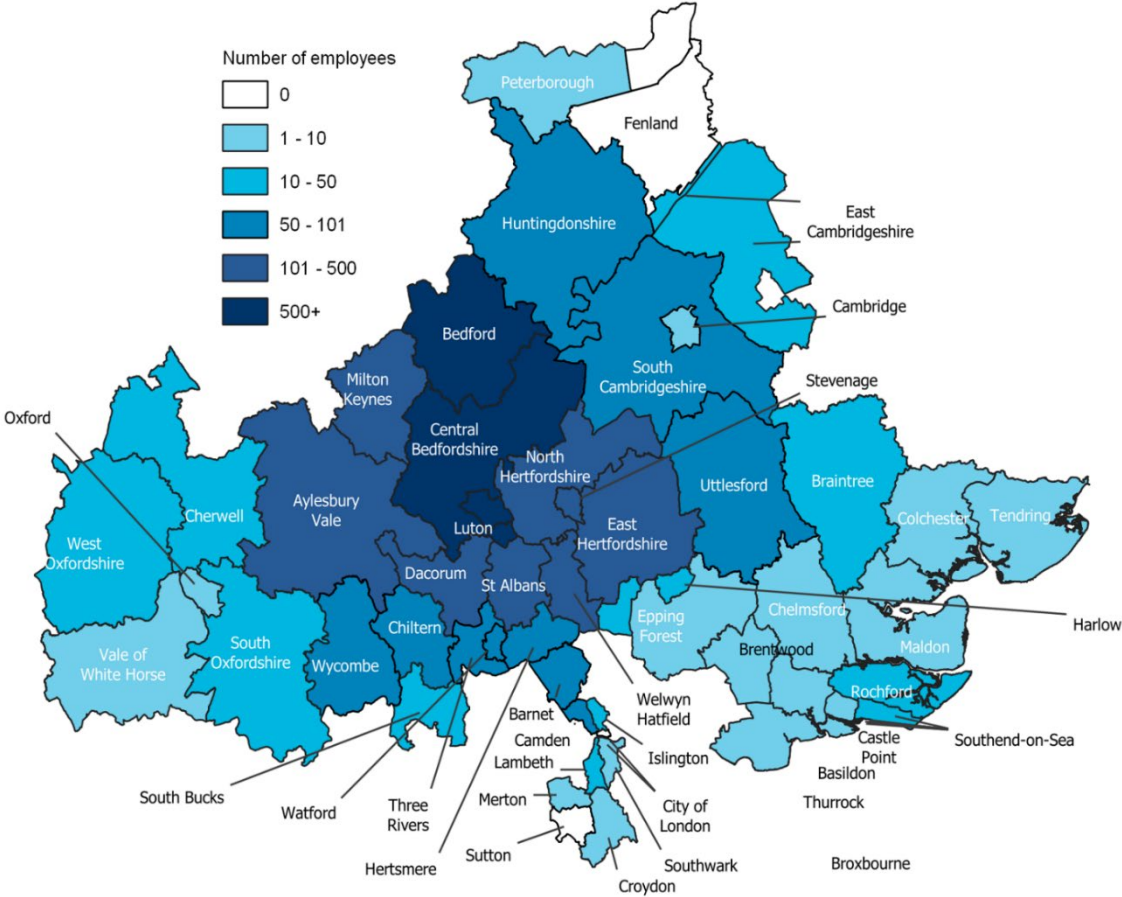 Number of employees
0
1 - 10
10 - 50
50 - 101
101 - 500
500+
Peterborough
Fenland
Huntingdonshire
East
Cambridgeshire
Cambridge
Bedford
Milton
Keynes
South
Cambridgeshire
Stevenage
Oxford
Central
Bedfordshire
North
Hertfordshire
Uttlesford
Braintree
Aylesbury
Vale
Cherwell
Luton
East
Hertfordshire
Colchester
Tendring
West
Oxfordshire
Dacorum
St Albans
Chelmsford
Harlow
Epping
Forest
Chiltern
South
Oxfordshire
Vale of
White Horse
Wycombe
Brentwood
Maldon
Rochford
Welwyn
Hatfield
Barnet
Camden
Islington
Lambeth
Castle
Point
Southend-on-Sea
Basildon
South Bucks
Watford
Three
Rivers
Merton
City of
London
Thurrock
Hertsmere
Sutton
Southwark
Croydon
Broxbourne